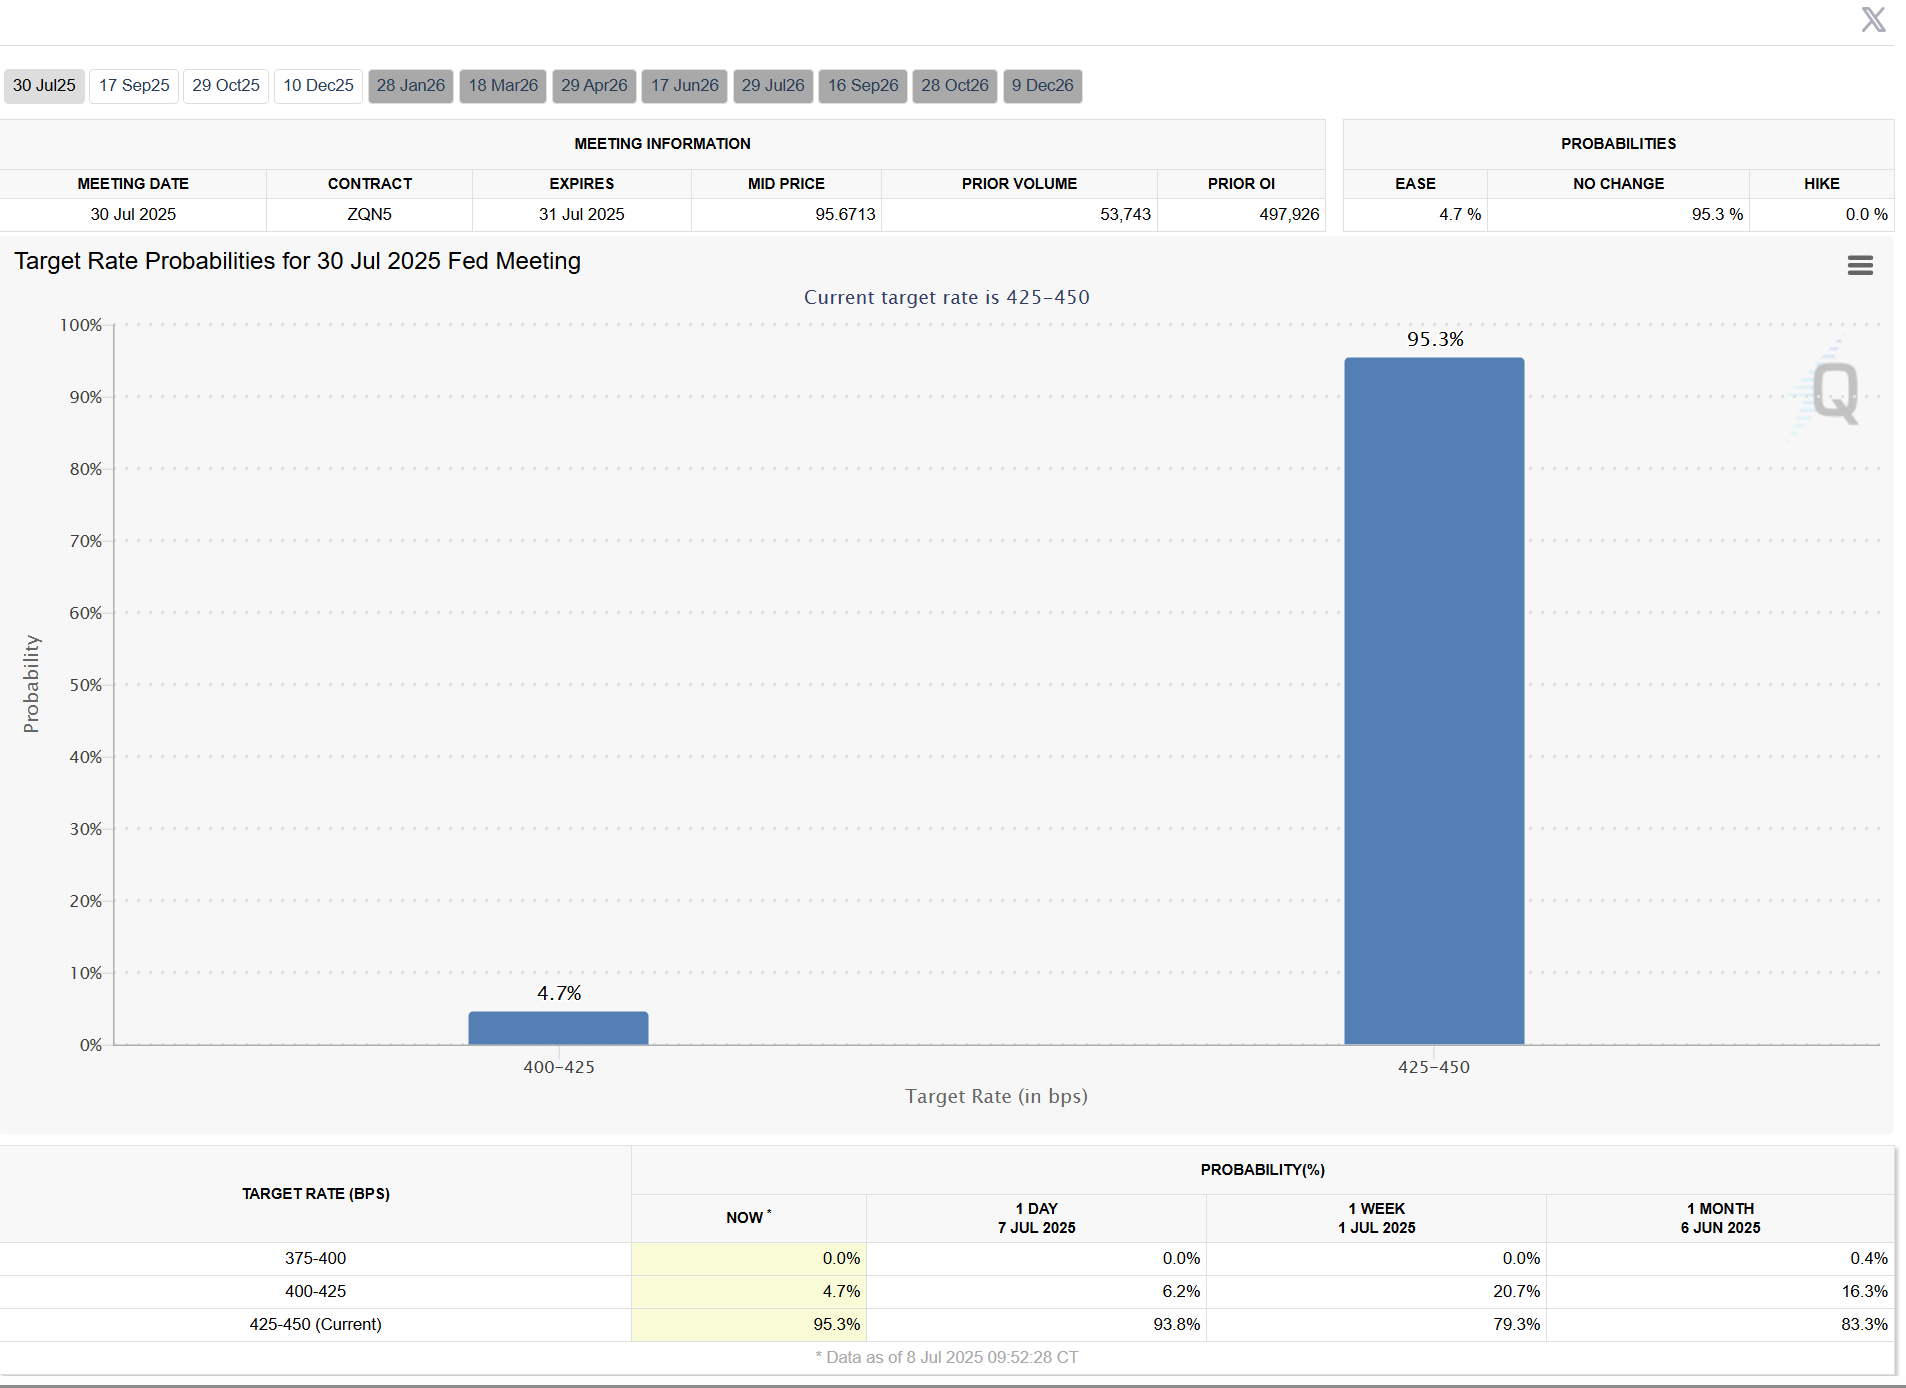 30 Jul25 17 Sep25 29 Oct25 10 Dec25 28 Jan26 18 Mar26 29 Apr26 17 Jun26 29 Jul26 16 Sep26 28 Oct26 9 Dec26
MEETING INFORMATION
MEETING DATE CONTRACT EXPIRES MID PRICE PRIOR VOLUME PRIOR OI
30 Jul 2025 ZQN5 31 Jul 2025 95.6713 53,743 497,926
PROBABILITIES
EASE NO CHANGE HIKE
4.7 % 95.3 % 0.0 %
Target Rate Probabilities for 30 Jul 2025 Fed Meeting
Current target rate is 425-450
Probability
100%
90%
80%
70%
60%
50%
40%
30%
20%
10%
0%
4.7%
95.3%
Q
400-425 425-450
Target Rate (in bps)
TARGET RATE (BPS)
PROBABILITY(%)
NOW *
1 DAY
7 JUL 2025
1 WEEK
1 JUL 2025
1 MONTH
6 JUN 2025
375-400 0.0% 0.0% 0.0% 0.4%
400-425 4.7% 6.2% 20.7% 16.3%
425-450 (Current) 95.3% 93.8% 79.3% 83.3%
* Data as of 8 Jul 2025 09:52:28 CT